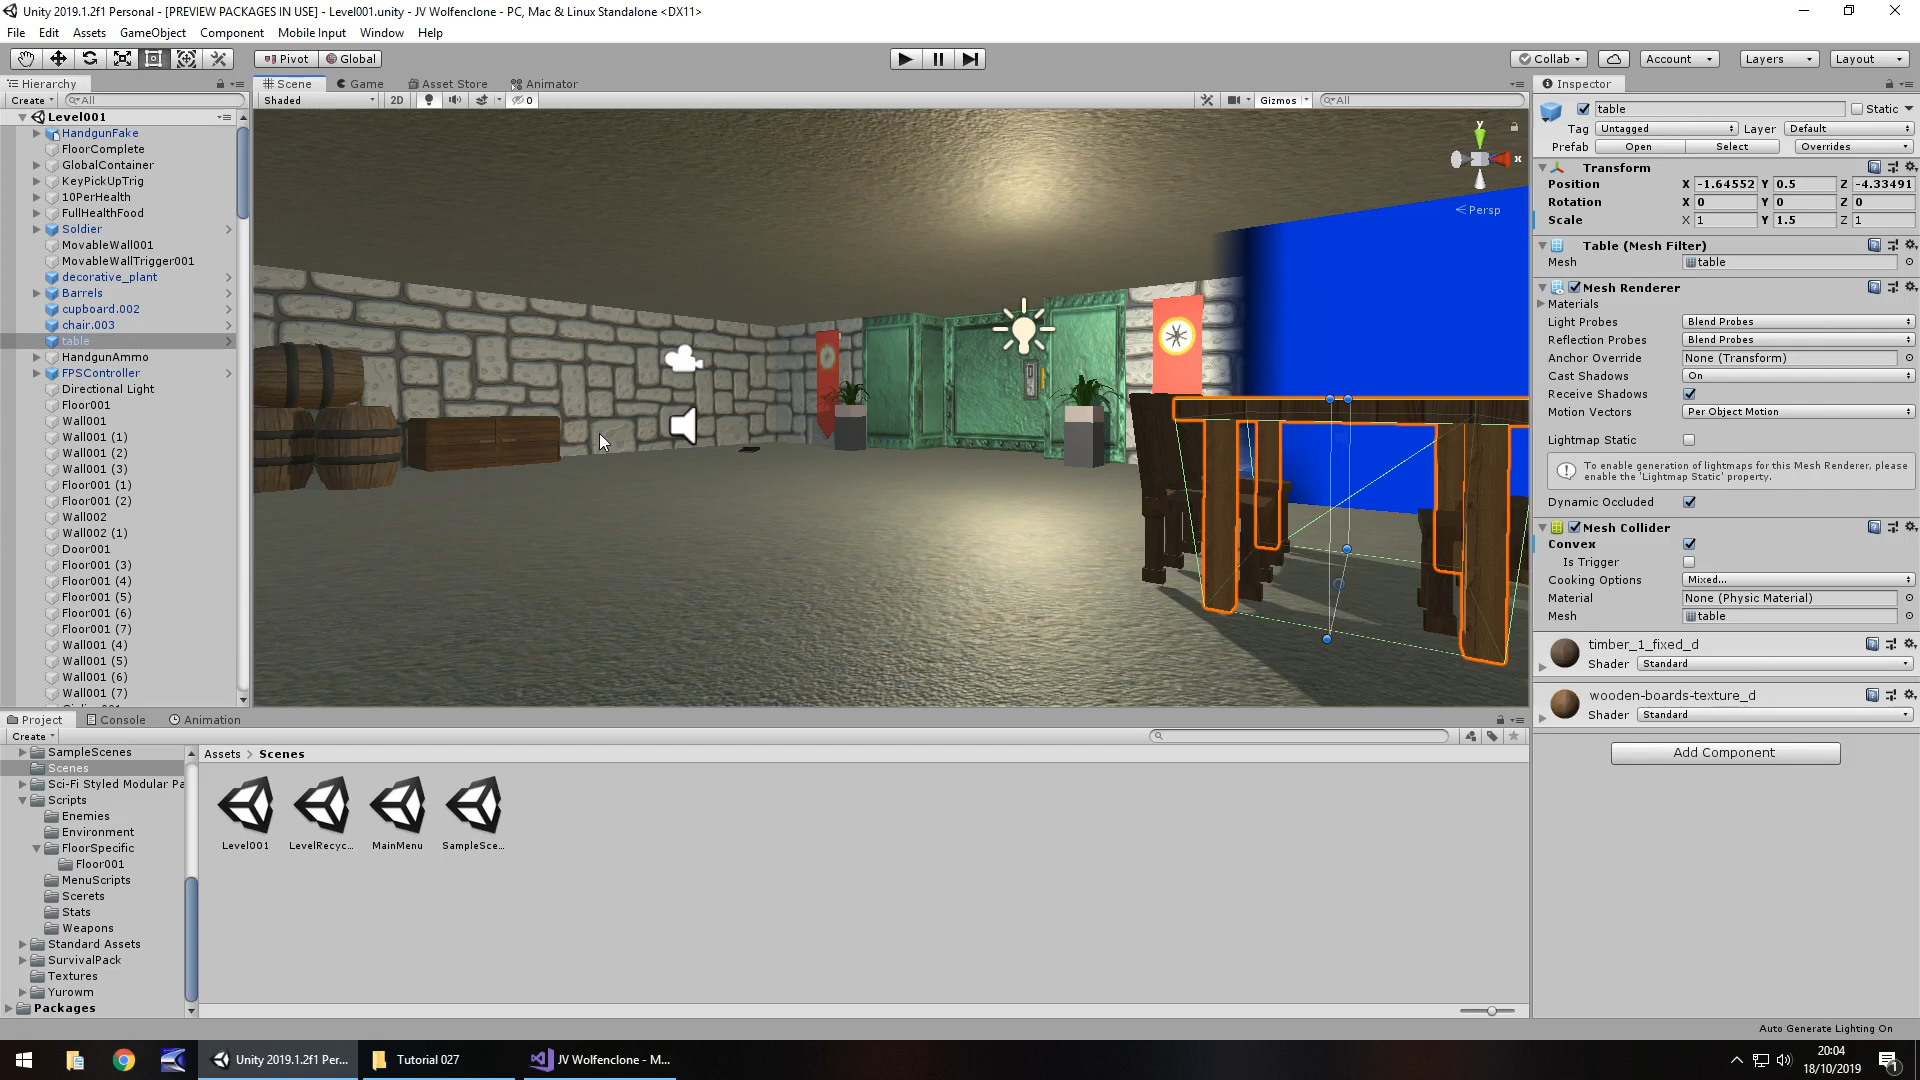 Unity 2019.1.2f1 Personal - [PREVIEW PACKAGES IN USE] - Level001.unity - JV Wolfenclone - PC, Mac & Linux Standalone <DX11>
File Edit Assets GameObject Component Mobile Input Window Help
Pivot Global Collab Account Layers Layout
Hierarchy
Create All
Level001
HandgunFake
FloorComplete
GlobalContainer
KeyPickUpTrig
10PerHealth
FullHealthFood
Soldier
MovableWall001
MovableWallTrigger001
decorative_plant
Barrels
cupboard.002
chair.003
table
HandgunAmmo
FPSController
Directional Light
Floor001
Wall001
Wall001 (1)
Wall001 (2)
Wall001 (3)
Floor001 (1)
Floor001 (2)
Wall002
Wall002 (1)
Door001
Floor001 (3)
Floor001 (4)
Floor001 (5)
Floor001 (6)
Floor001 (7)
Wall001 (4)
Wall001 (5)
Wall001 (6)
Wall001 (7)
Scene Game Asset Store Animator
Shaded 2D 0 Gizmos All
y
x
Persp
Inspector
table Static
Tag Untagged Layer Default
Prefab Open Select Overrides
Transform
Position X -1.64552 Y 0.5 Z -4.33491
Rotation X 0 Y 0 Z 0
Scale X 1 Y 1.5 Z 1
Table (Mesh Filter)
Mesh table
Mesh Renderer
Materials
Light Probes Blend Probes
Reflection Probes Blend Probes
Anchor Override None (Transform)
Cast Shadows On
Receive Shadows
Motion Vectors Per Object Motion
Lightmap Static
To enable generation of lightmaps for this Mesh Renderer, please
enable the 'Lightmap Static' property.
Dynamic Occluded
Mesh Collider
Convex
Is Trigger
Cooking Options Mixed...
Material None (Physic Material)
Mesh table
timber_1_fixed_d
Shader Standard
wooden-boards-texture_d
Shader Standard
Add Component
Project Console Animation
Create
SampleScenes
Scenes
Sci-Fi Styled Modular Pa
Scripts
Enemies
Environment
FloorSpecific
Floor001
MenuScripts
Scerets
Stats
Weapons
Standard Assets
SurvivalPack
Textures
Yurowm
Packages
Assets > Scenes
Level001 LevelRecyc... MainMenu SampleSce...
Auto Generate Lighting On
Unity 2019.1.2f1 Per... Tutorial 027 JV Wolfenclone - M...
20:04
18/10/2019
1